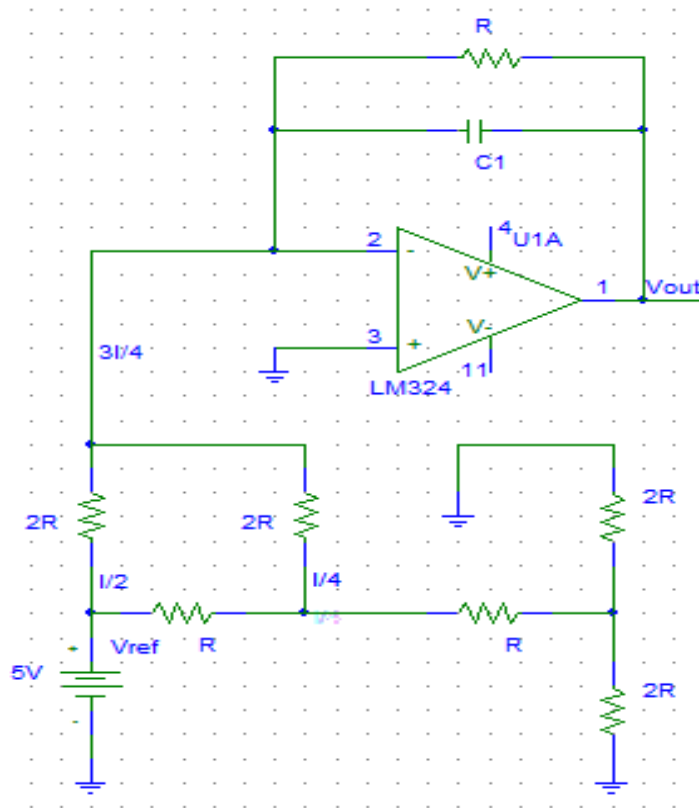 R
C1
2
-
4
U1A
V+
1
Vout
3
+
V-
11
LM324
3I/4
2R
2R
2R
I/2
I/4
+
Vref
R
R
5V
2R
-